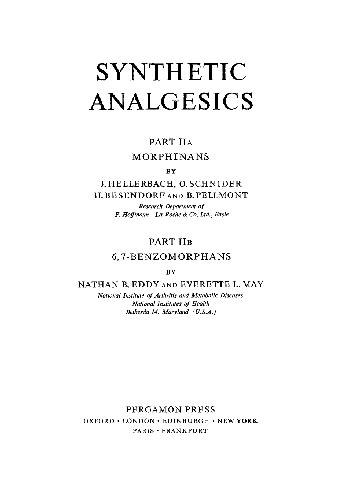 SYNTHETIC
ANALGESICS
PART IIA
MORPHINANS
BY
J. HELLERBACH, O. SCHNIDER
H. BESENDORF AND B. PELLMONT
Research Department of
F. Hoffmann - La Roche & Co. Ltd., Basle
PART IIB
6,7-BENZOMORPHANS
BY
NATHAN B. EDDY AND EVERETTE L. MAY
National Institute of Arthritis and Metabolic Diseases
National Institutes of Health
Bethesda 14, Maryland (U.S.A.)
PERGAMON PRESS
OXFORD · LONDON · EDINBURGH · NEW YORK
PARIS · FRANKFURT